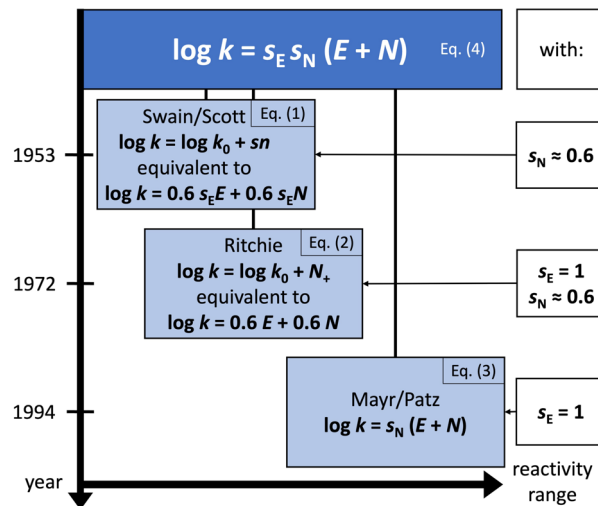 log k = sE sN (E + N) Eq. (4)
with:
Swain/Scott Eq. (1)
log k = log k₀ + sn
equivalent to
log k = 0.6 sEE + 0.6 sEN
1953
sN ≈ 0.6
Ritchie Eq. (2)
log k = log k₀ + N₊
equivalent to
log k = 0.6 E + 0.6 N
1972
sE = 1
sN ≈ 0.6
Eq. (3)
Mayr/Patz
log k = sN (E + N)
1994
sE = 1
year
reactivity
range